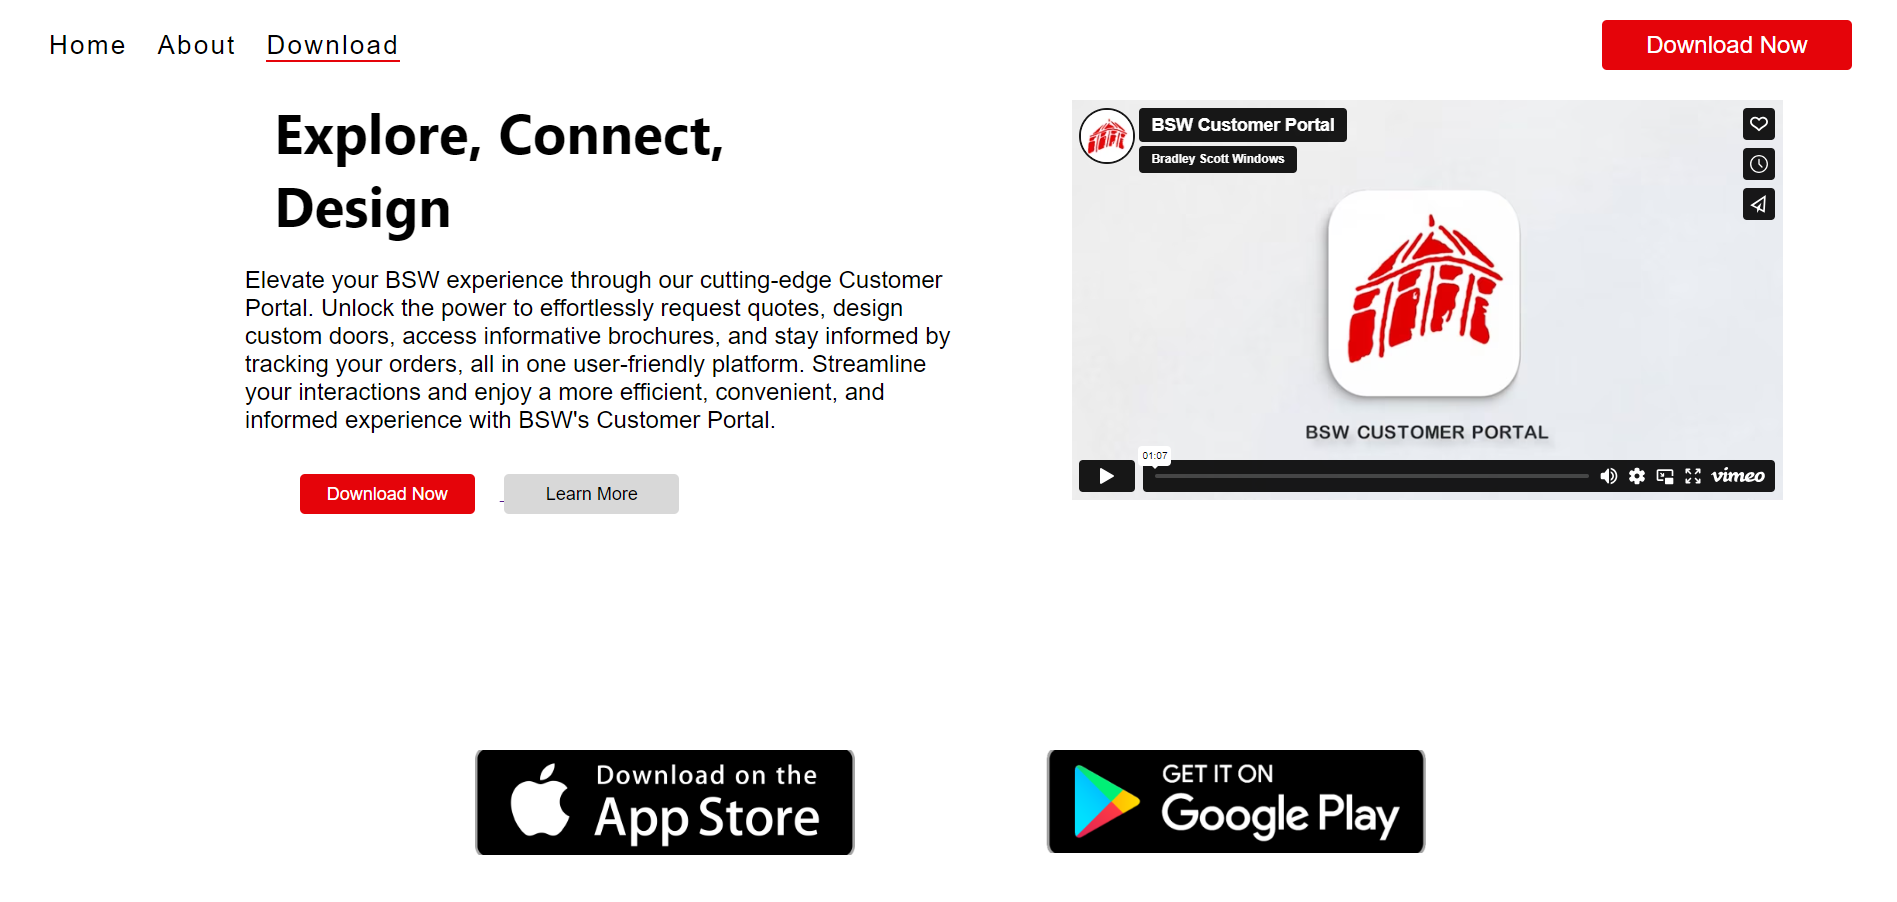 Home About Download
Download Now
Explore, Connect,
Design
Elevate your BSW experience through our cutting-edge Customer
Portal. Unlock the power to effortlessly request quotes, design
custom doors, access informative brochures, and stay informed by
tracking your orders, all in one user-friendly platform. Streamline
your interactions and enjoy a more efficient, convenient, and
informed experience with BSW's Customer Portal.
Download Now
Learn More
BSW Customer Portal
Bradley Scott Windows
BSW CUSTOMER PORTAL
01:07
vimeo
Download on the
App Store
GET IT ON
Google Play